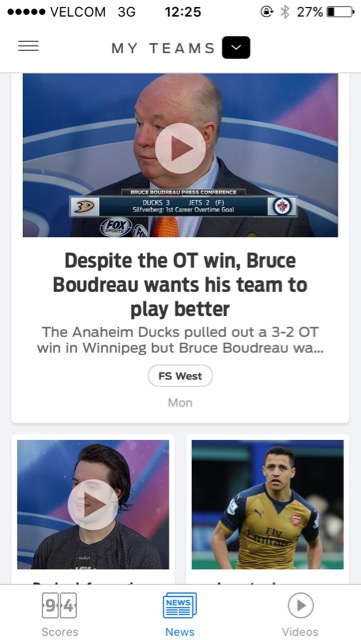 VELCOM 3G 12:25 27%
MY TEAMS
BRUCE BOUDREAU PRESS CONFERENCE
DUCKS 3 JETS 2 (F)
Silfverberg: 1st Career Overtime Goal
FOX
Despite the OT win, Bruce
Boudreau wants his team to
play better
The Anaheim Ducks pulled out a 3-2 OT
win in Winnipeg but Bruce Boudreau wa...
FS West
Mon
Fly
Emirates
9 4 NEWS
Scores News Videos